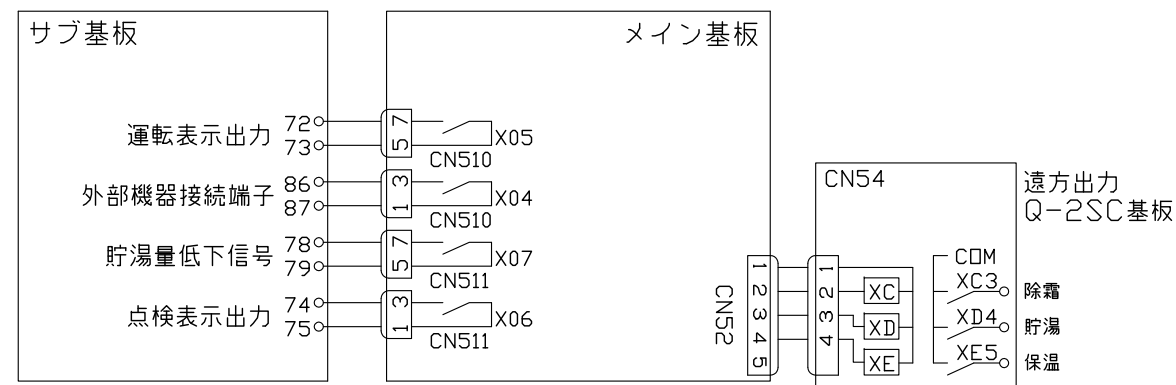 サブ基板
メイン基板
運転表示出力
72
73
7
5
X05
CN510
外部機器接続端子
86
87
3
1
X04
CN510
貯湯量低下信号
78
79
7
5
X07
CN511
点検表示出力
74
75
3
1
X06
CN511
CN52
1
2
3
4
5
CN54
1
2
3
4
XC
XD
XE
COM
XC3
除霜
XD4
貯湯
XE5
保温
遠方出力
Q-2SC基板